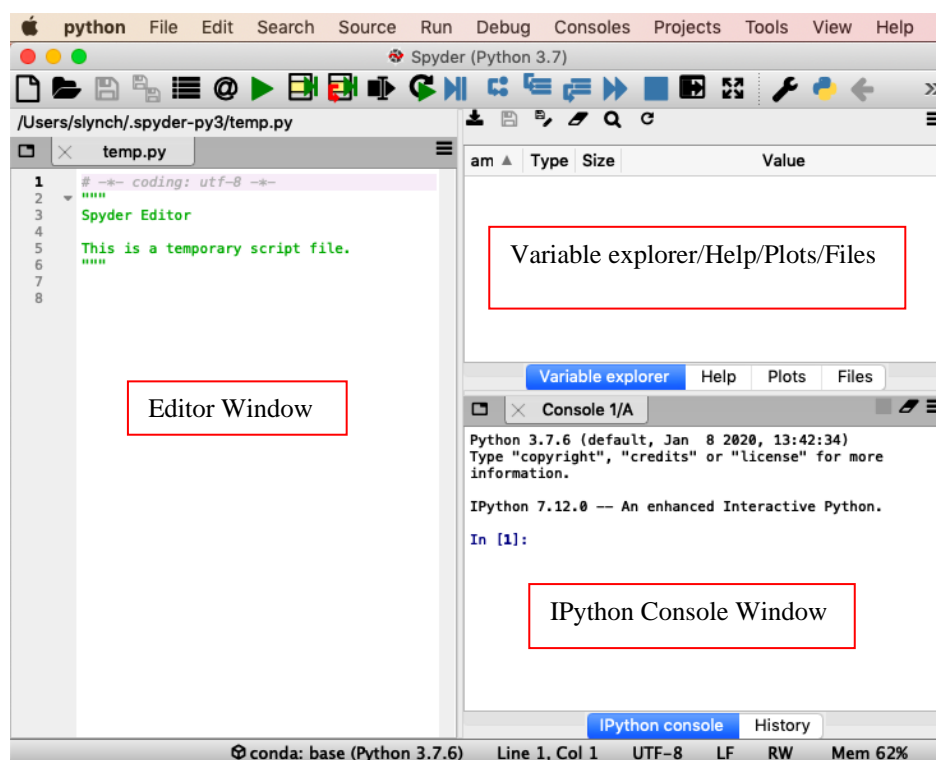 python File Edit Search Source Run Debug Consoles Projects Tools View Help
Spyder (Python 3.7)
/Users/slynch/.spyder-py3/temp.py
temp.py
1 # -*- coding: utf-8 -*-
2 """
3 Spyder Editor
4
5 This is a temporary script file.
6 """
7
8
Editor Window
am Type Size Value
Variable explorer/Help/Plots/Files
Variable explorer Help Plots Files
Console 1/A
Python 3.7.6 (default, Jan  8 2020, 13:42:34)
Type "copyright", "credits" or "license" for more
information.
IPython 7.12.0 -- An enhanced Interactive Python.
In [1]:
IPython Console Window
IPython console History
conda: base (Python 3.7.6) Line 1, Col 1 UTF-8 LF RW Mem 62%